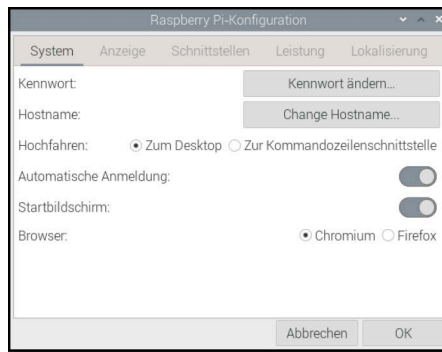 Raspberry Pi-Konfiguration
System Anzeige Schnittstellen Leistung Lokalisierung
Kennwort: Kennwort ändern...
Hostname: Change Hostname...
Hochfahren: Zum Desktop Zur Kommandozeilenschnittstelle
Automatische Anmeldung:
Startbildschirm:
Browser: Chromium Firefox
Abbrechen OK